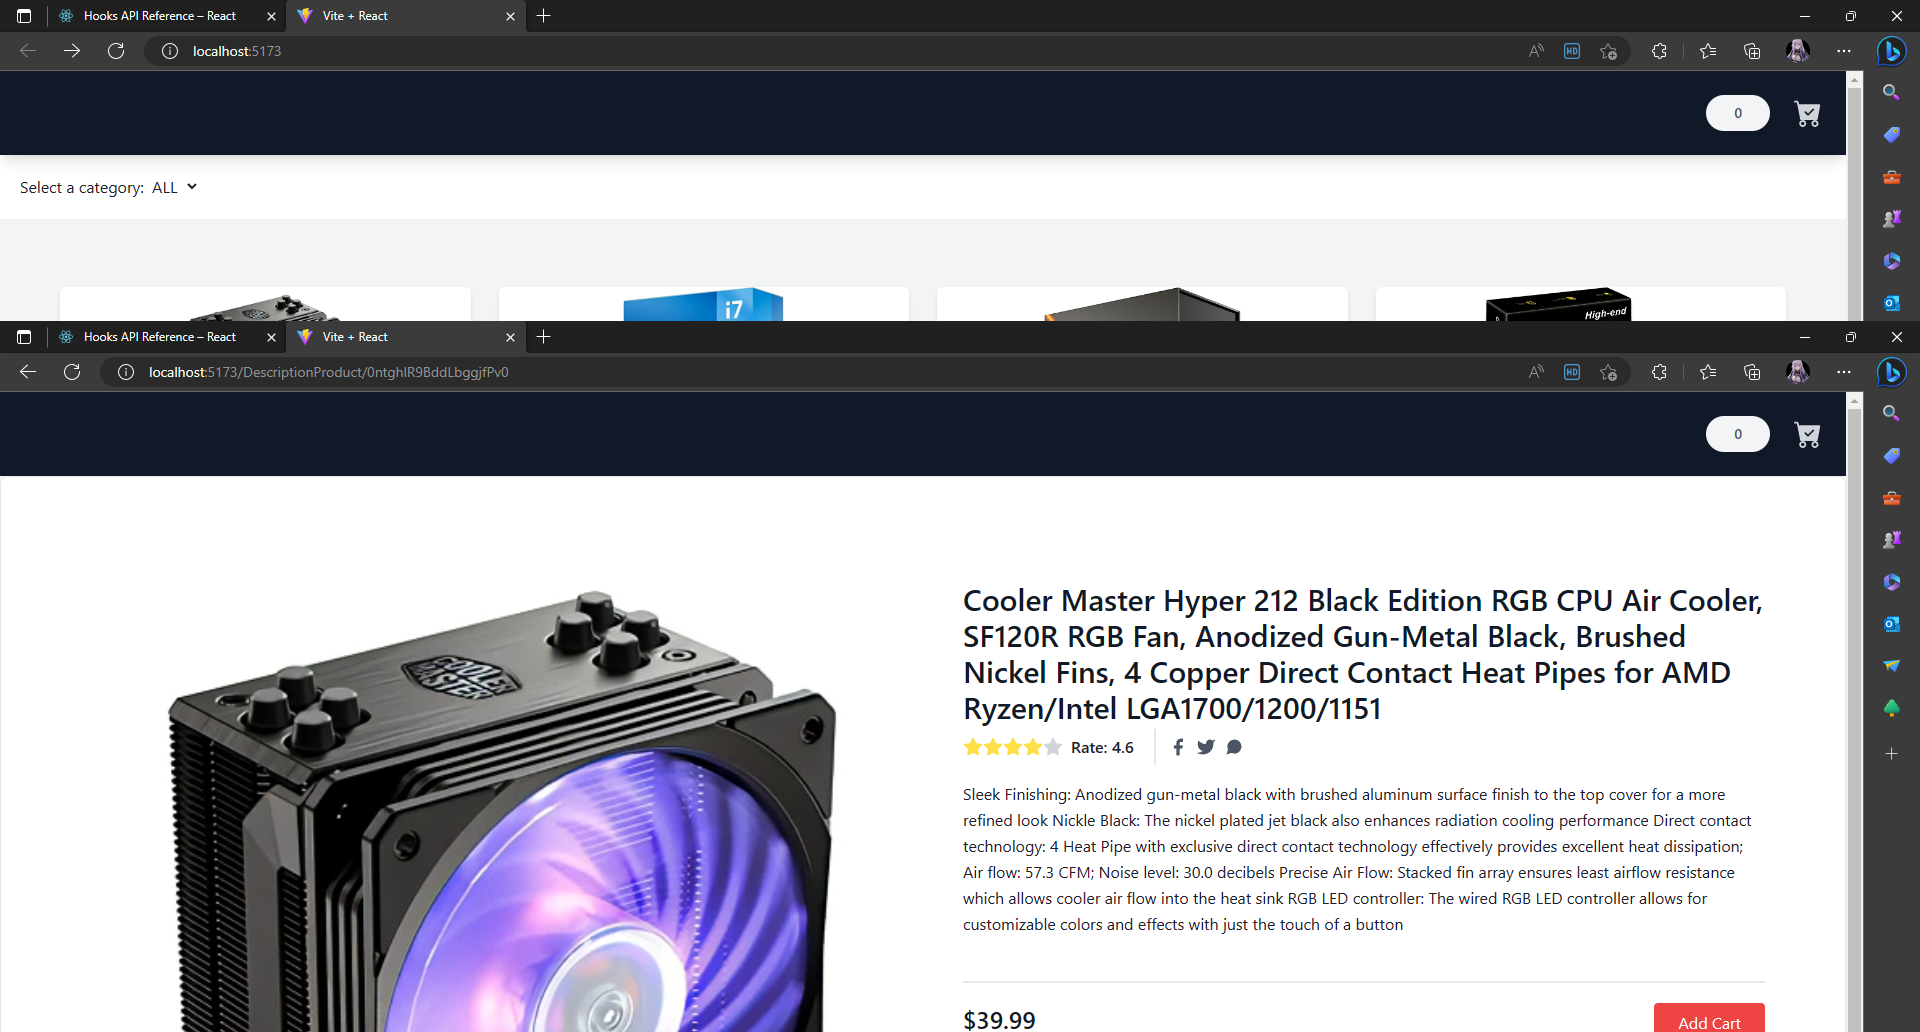 Hooks API Reference – React
Vite + React
localhost:5173
HD
0
Select a category: ALL
i7
High-end
Hooks API Reference – React
Vite + React
localhost:5173/DescriptionProduct/0ntghlR9BddLbggjfPv0
HD
0
COOLER MASTER
Cooler Master Hyper 212 Black Edition RGB CPU Air Cooler,
SF120R RGB Fan, Anodized Gun-Metal Black, Brushed
Nickel Fins, 4 Copper Direct Contact Heat Pipes for AMD
Ryzen/Intel LGA1700/1200/1151
Rate: 4.6
Sleek Finishing: Anodized gun-metal black with brushed aluminum surface finish to the top cover for a more
refined look Nickle Black: The nickel plated jet black also enhances radiation cooling performance Direct contact
technology: 4 Heat Pipe with exclusive direct contact technology effectively provides excellent heat dissipation;
Air flow: 57.3 CFM; Noise level: 30.0 decibels Precise Air Flow: Stacked fin array ensures least airflow resistance
which allows cooler air flow into the heat sink RGB LED controller: The wired RGB LED controller allows for
customizable colors and effects with just the touch of a button
$39.99
Add Cart